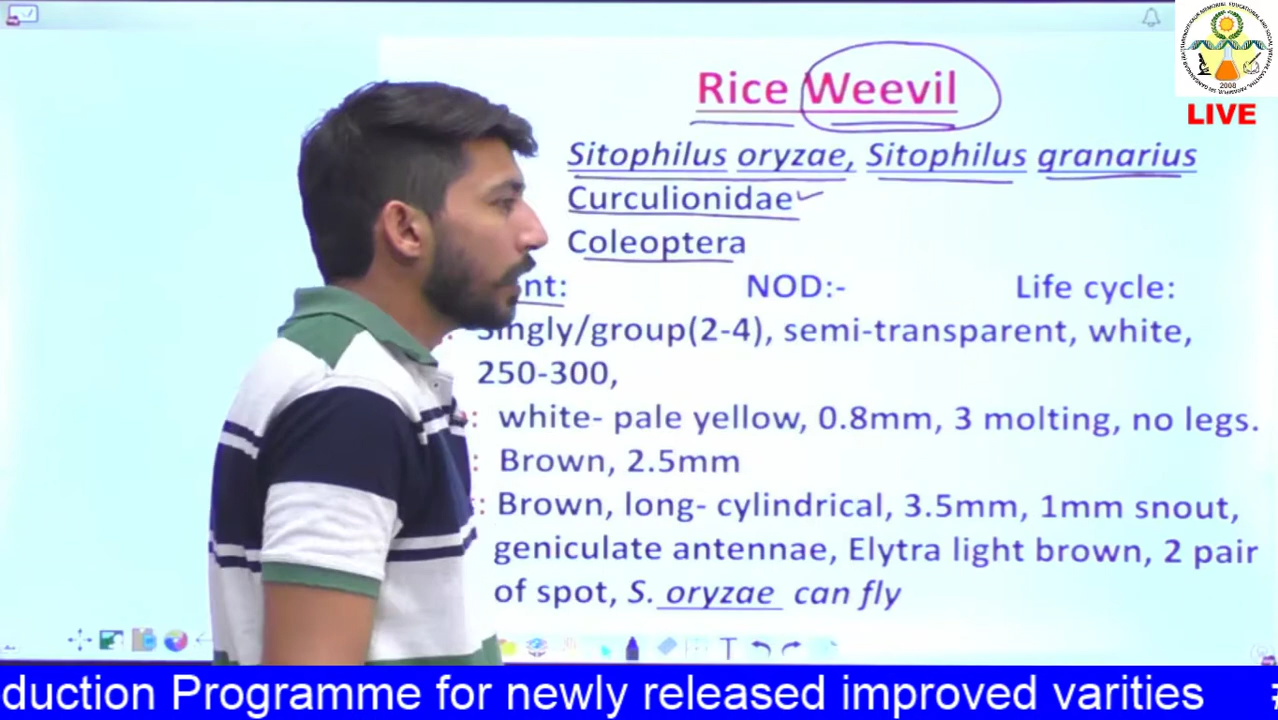 Rice Weevil
LIVE
2008
Sitophilus oryzae, Sitophilus granarius
Curculionidae
Coleoptera
nt: NOD:- Life cycle:
: Singly/group(2-4), semi-transparent, white,
250-300,
: white- pale yellow, 0.8mm, 3 molting, no legs.
: Brown, 2.5mm
: Brown, long- cylindrical, 3.5mm, 1mm snout,
geniculate antennae, Elytra light brown, 2 pair
of spot, S. oryzae can fly
T
duction Programme for newly released improved varities